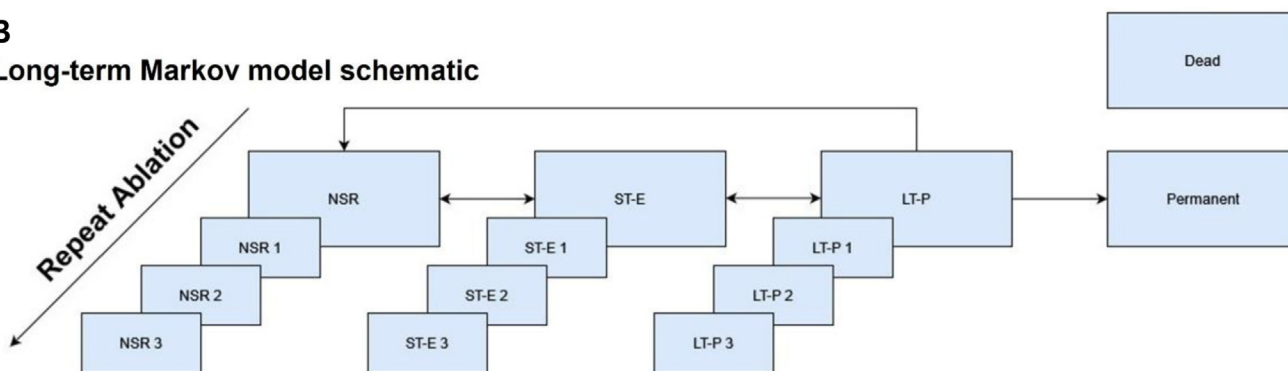 B
Long-term Markov model schematic
Dead
Repeat Ablation
NSR
ST-E
LT-P
Permanent
NSR 1
ST-E 1
LT-P 1
NSR 2
ST-E 2
LT-P 2
NSR 3
ST-E 3
LT-P 3